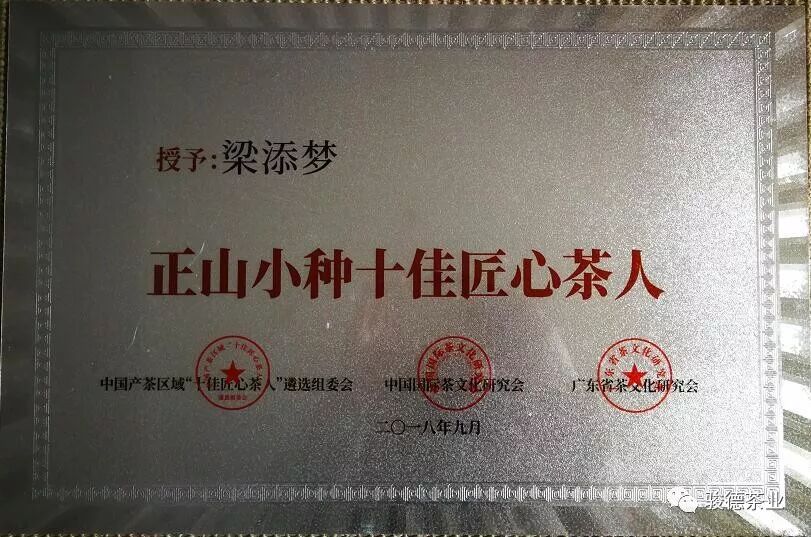 授予:梁添梦
正山小种十佳匠心茶人
中国产茶区域“十佳匠心茶人”遴选组委会
中国国际茶文化研究会
广东省茶文化研究会
二〇一八年九月
骏德茶业